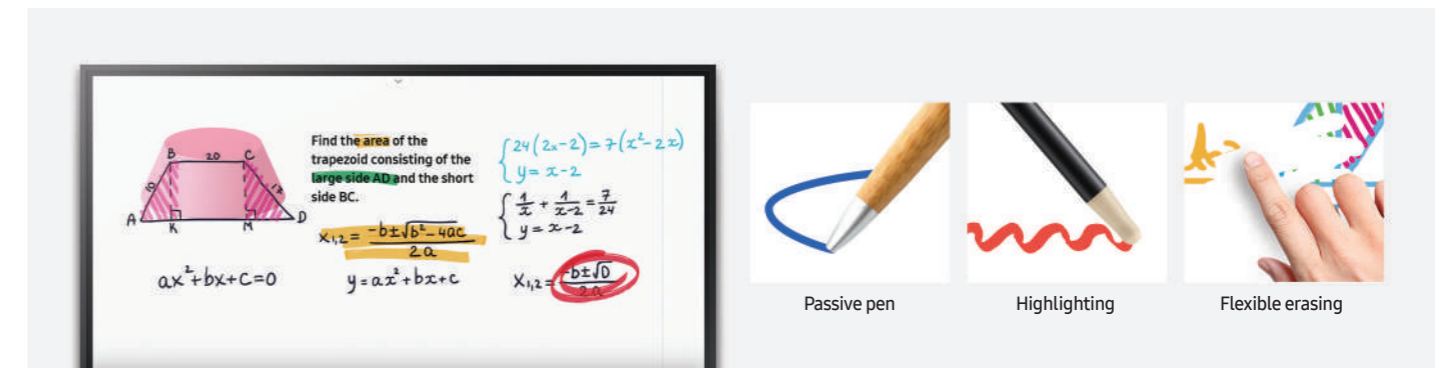 B 20 C
10 17
A K M D
Find the area of the
trapezoid consisting of the
large side AD and the short
side BC.
x₁,₂ = (-b±√(b²-4ac))/(2a)
ax²+bx+c=0
y=ax²+bx+c
{24(2x-2)=7(x²-2x)
y=x-2
{1/x + 1/(x-2) = 7/24
y=x-2
x₁,₂ = (-b±√D)/(2a)
Passive pen
Highlighting
Flexible erasing